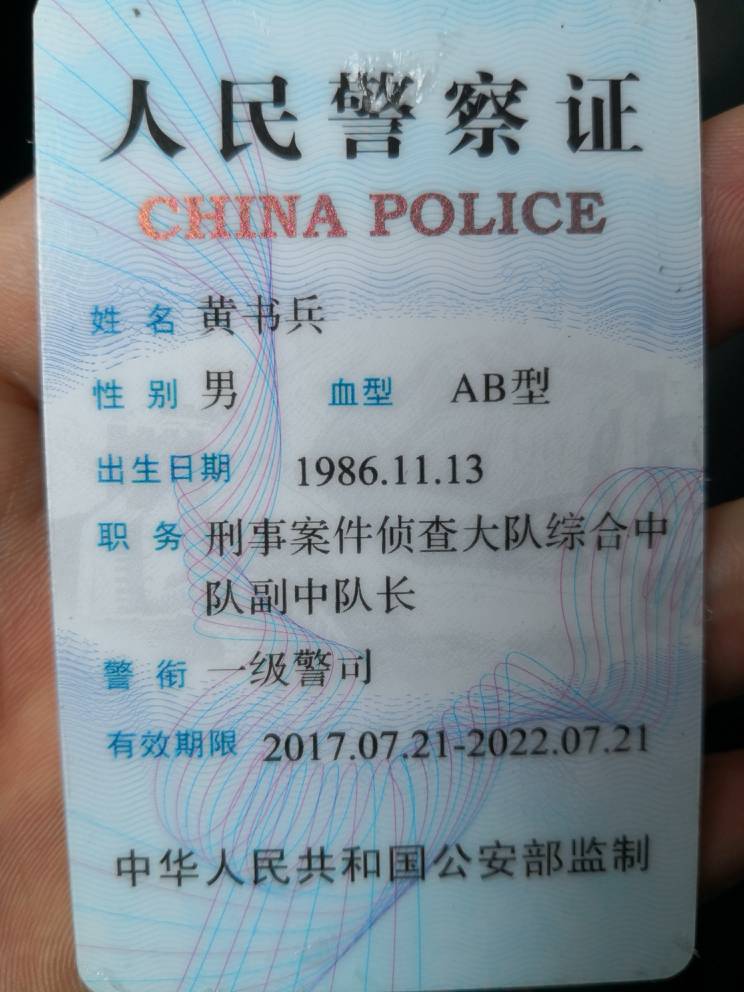 人民警察证
CHINA POLICE
姓 名 黄书兵
性 别 男 血型 AB型
出生日期 1986.11.13
职 务 刑事案件侦查大队综合中
队副中队长
警 衔 一级警司
有效期限 2017.07.21-2022.07.21
中华人民共和国公安部监制